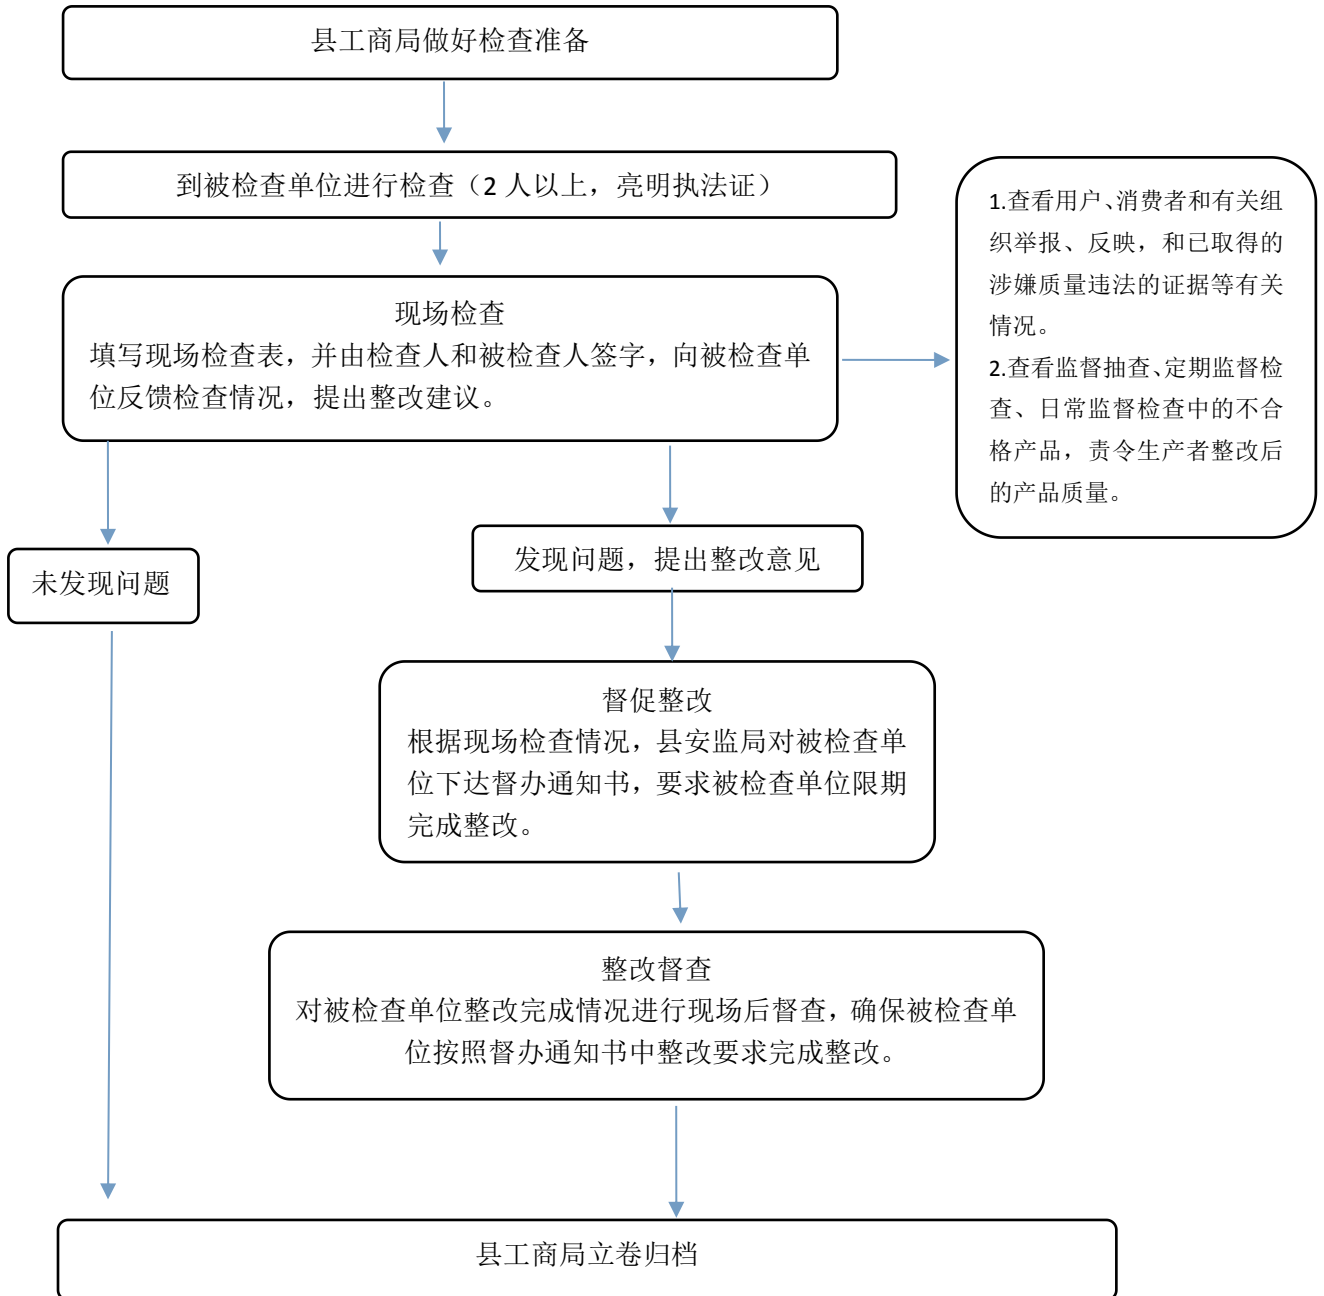 县工商局做好检查准备
到被检查单位进行检查（2 人以上，亮明执法证）
现场检查
填写现场检查表，并由检查人和被检查人签字，向被检查单
位反馈检查情况，提出整改建议。
1.查看用户、消费者和有关组
织举报、反映，和已取得的
涉嫌质量违法的证据等有关
情况。
2.查看监督抽查、定期监督检
查、日常监督检查中的不合
格产品，责令生产者整改后
的产品质量。
未发现问题
发现问题，提出整改意见
督促整改
根据现场检查情况，县安监局对被检查单
位下达督办通知书，要求被检查单位限期
完成整改。
整改督查
对被检查单位整改完成情况进行现场后督查，确保被检查单
位按照督办通知书中整改要求完成整改。
县工商局立卷归档